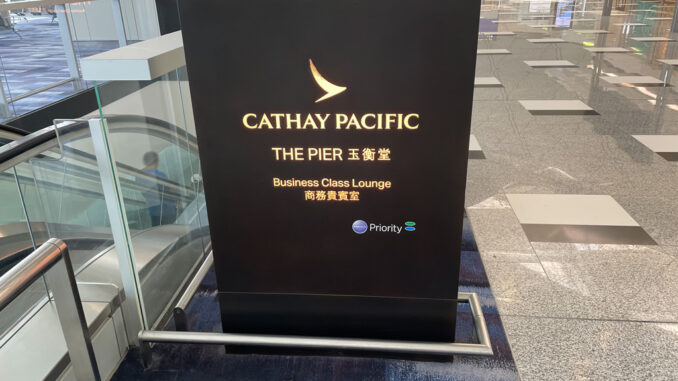 CATHAY PACIFIC
THE PIER 玉衡堂
Business Class Lounge
商務貴賓室
Priority